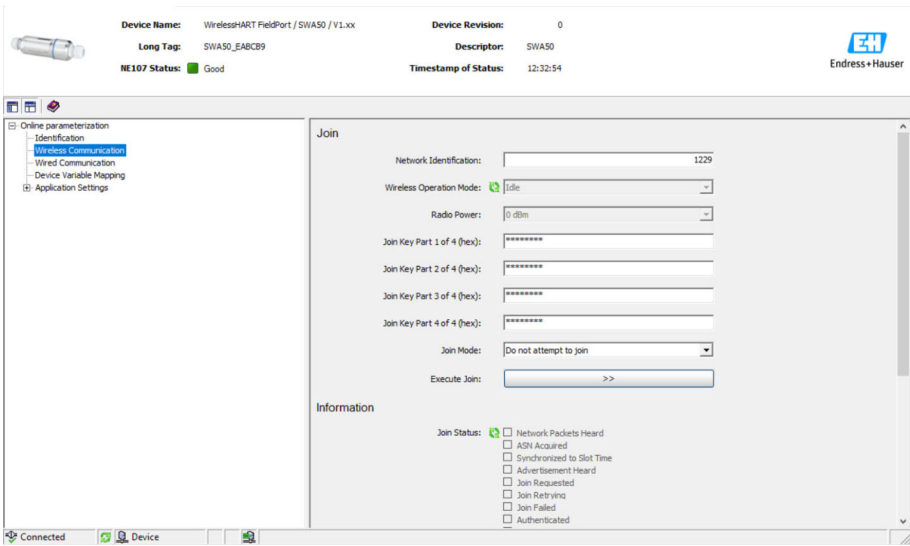 Device Name: WirelessHART FieldPort / SWA50 / V1.xx Device Revision: 0
Long Tag: SWA50_EABCB9 Descriptor: SWA50
NE107 Status: Good Timestamp of Status: 12:32:54
EH
Endress+Hauser
Online parameterization
Identification
Wireless Communication
Wired Communication
Device Variable Mapping
Application Settings
Join
Network Identification: 1229
Wireless Operation Mode: Idle
Radio Power: 0 dBm
Join Key Part 1 of 4 (hex): ********
Join Key Part 2 of 4 (hex): ********
Join Key Part 3 of 4 (hex): ********
Join Key Part 4 of 4 (hex): ********
Join Mode: Do not attempt to join
Execute Join: >>
Information
Join Status: Network Packets Heard
ASN Acquired
Synchronized to Slot Time
Advertisement Heard
Join Requested
Join Retrying
Join Failed
Authenticated
Connected Device